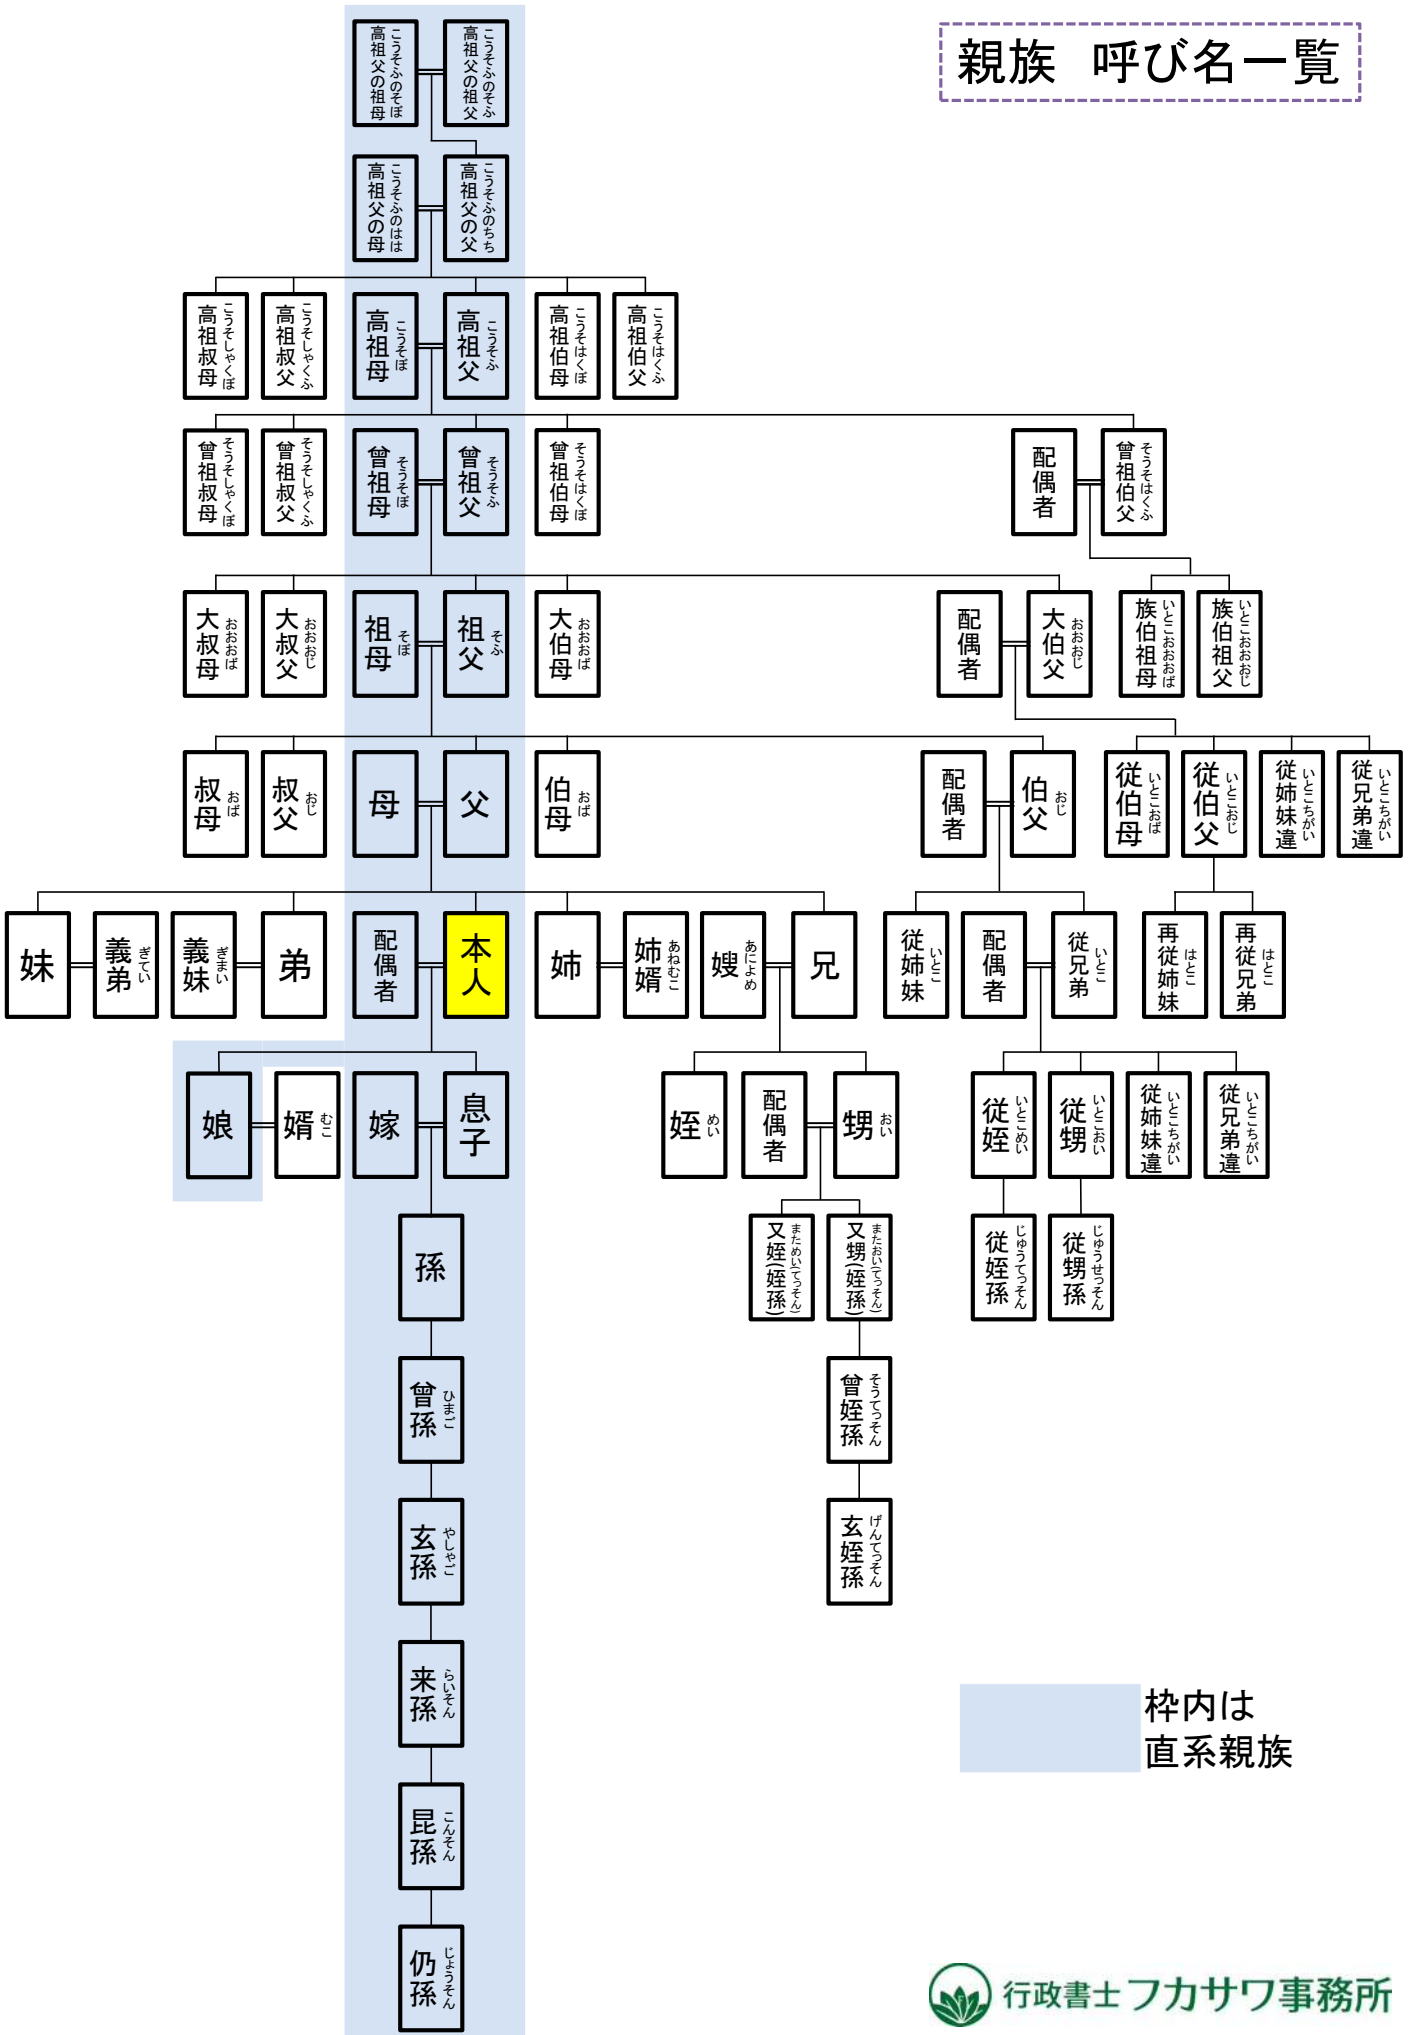 親族 呼び名一覧
高祖父の祖母 こうそふのそぼ
高祖父の祖父 こうそふのそふ
高祖父の母 こうそふのはは
高祖父の父 こうそふのちち
高祖叔母 こうそしゃくぼ
高祖叔父 こうそしゃくふ
高祖母 こうそぼ
高祖父 こうそふ
高祖伯母 こうそはくぼ
高祖伯父 こうそはくふ
曾祖叔母 そうそしゃくぼ
曾祖叔父 そうそしゃくふ
曾祖母 そうそぼ
曾祖父 そうそふ
曾祖伯母 そうそはくぼ
配偶者
曾祖伯父 そうそはくふ
大叔母 おおおば
大叔父 おおおじ
祖母 そぼ
祖父 そふ
大伯母 おおおば
配偶者
大伯父 おおおじ
族伯祖母 いとこおおおば
族伯祖父 いとこおおおじ
叔母 おば
叔父 おじ
母
父
伯母 おば
配偶者
伯父 おじ
従伯母 いとこおば
従伯父 いとこおじ
従姉妹違 いとこちがい
従兄弟違 いとこちがい
妹
義弟 ぎてい
義妹 ぎまい
弟
配偶者
本人
姉
姉婿 あねむこ
嫂 あによめ
兄
従姉妹 いとこ
配偶者
従兄弟 いとこ
再従姉妹 はとこ
再従兄弟 はとこ
娘
婿 むこ
嫁
息子
姪 めい
配偶者
甥 おい
従姪 いとこめい
従甥 いとこおい
従姉妹違 いとこちがい
従兄弟違 いとこちがい
孫
又姪(姪孫) まためい(てっそん)
又甥(姪孫) またおい(てっそん)
従姪孫 じゅうてっそん
従甥孫 じゅうせっそん
曾孫 ひまご
曾姪孫 そうてっそん
玄孫 やしゃご
玄姪孫 げんてっそん
来孫 らいそん
枠内は
直系親族
昆孫 こんそん
仍孫 じょうそん
行政書士フカサワ事務所